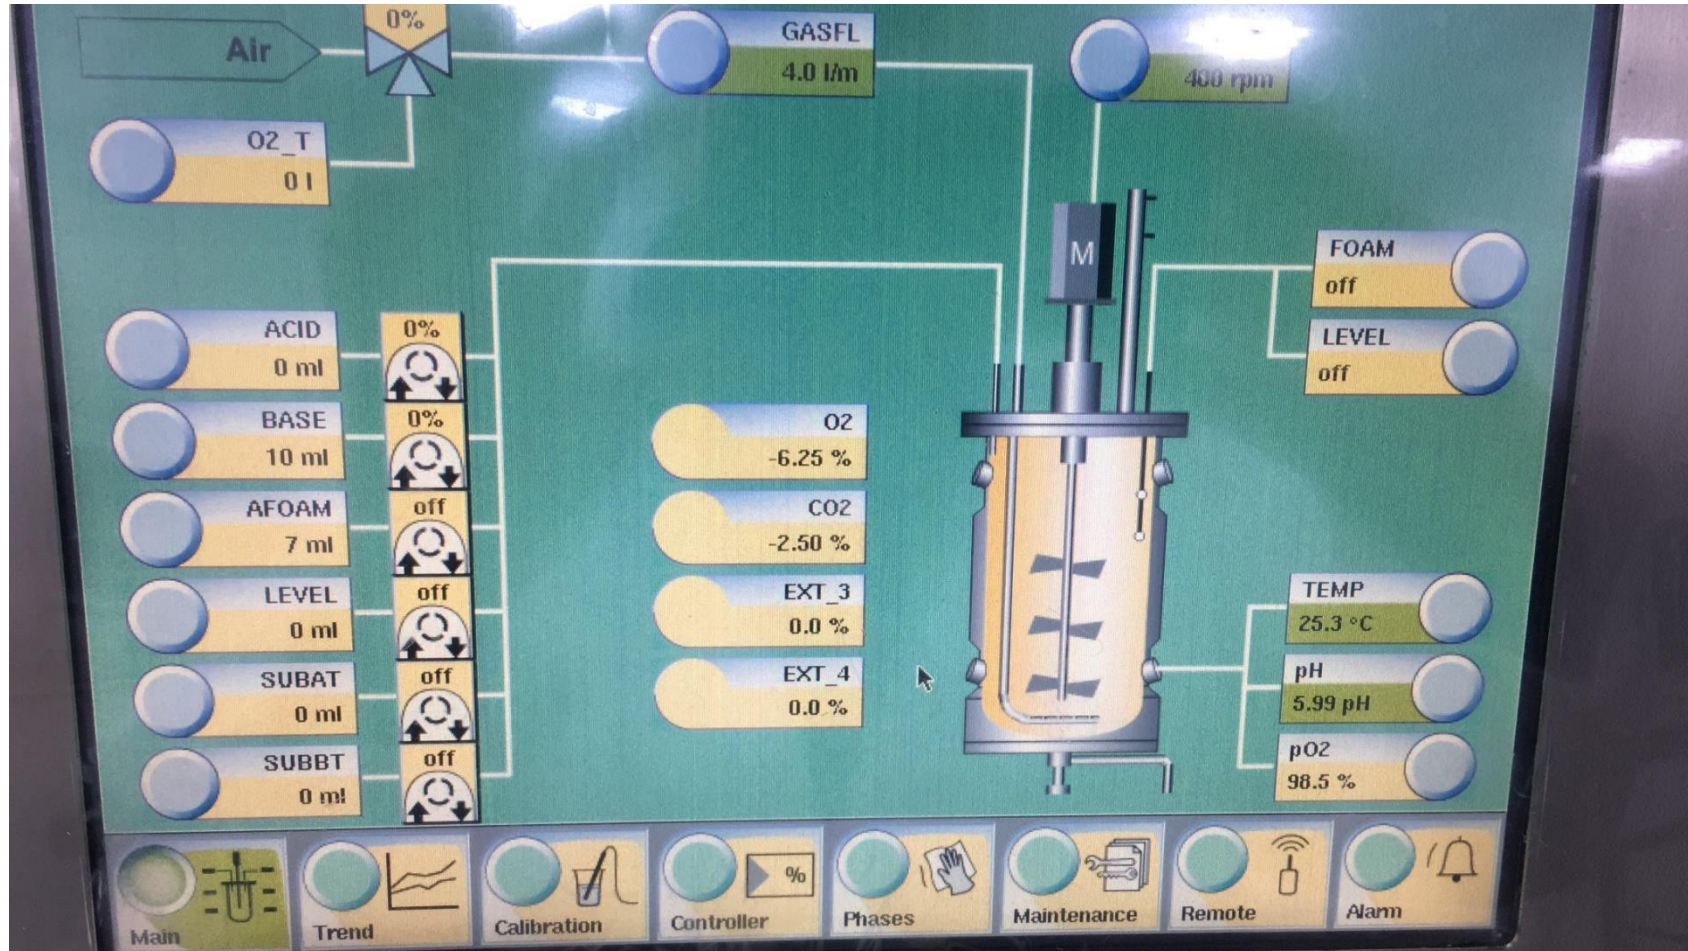 Air
0%
GASFL
4.0 l/m
400 rpm
O2_T
0 l
M
FOAM
off
LEVEL
off
ACID
0 ml
0%
BASE
10 ml
0%
AFOAM
7 ml
off
LEVEL
0 ml
off
SUBAT
0 ml
off
SUBBT
0 ml
off
O2
-6.25 %
CO2
-2.50 %
EXT_3
0.0 %
EXT_4
0.0 %
TEMP
25.3 °C
pH
5.99 pH
pO2
98.5 %
Main
Trend
Calibration
%
Controller
Phases
Maintenance
Remote
Alarm